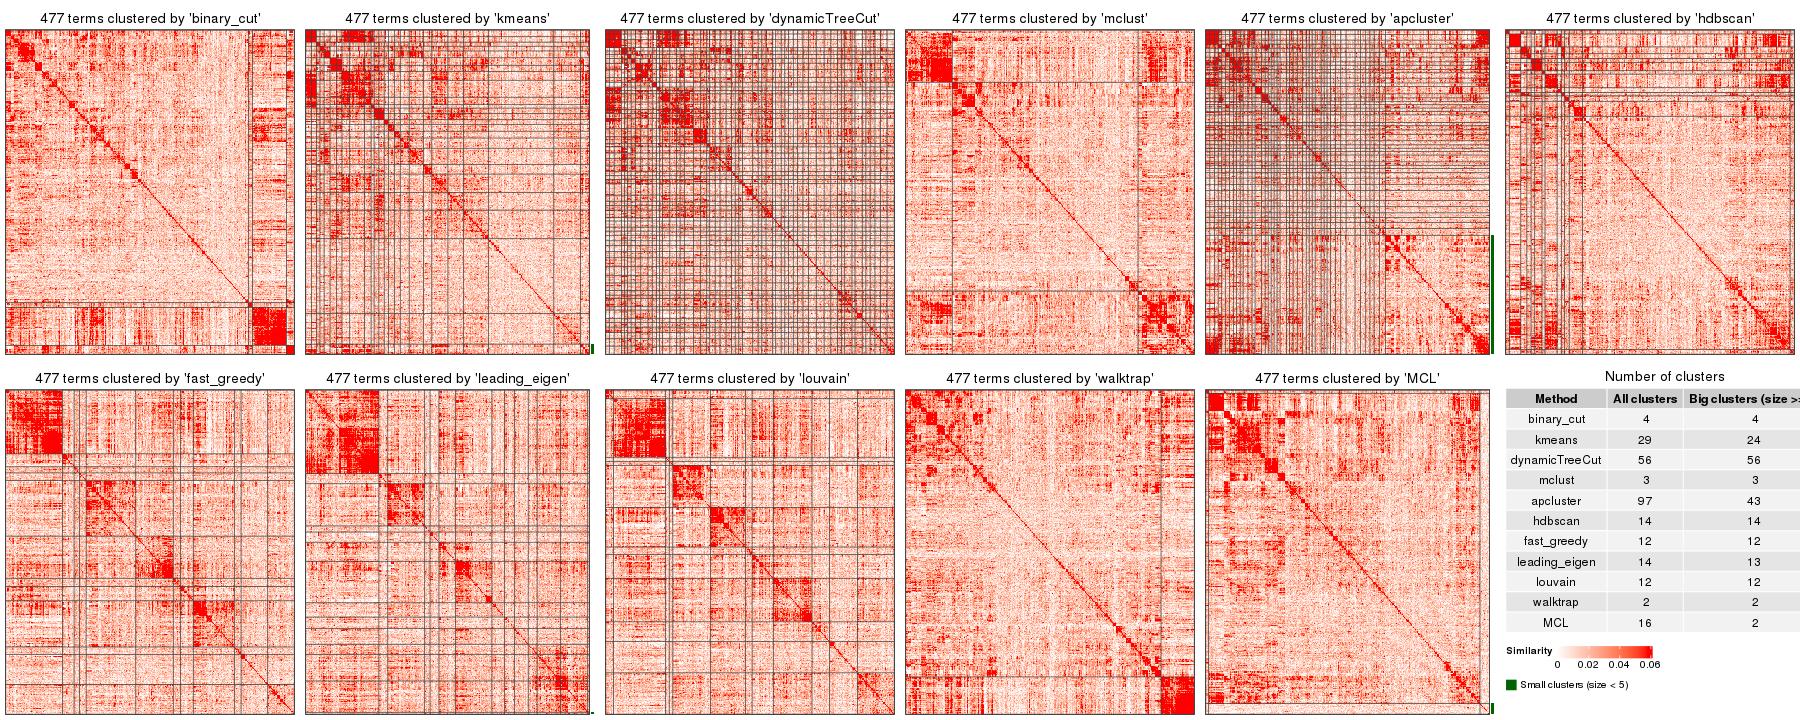 477 terms clustered by 'binary_cut'
477 terms clustered by 'kmeans'
477 terms clustered by 'dynamicTreeCut'
477 terms clustered by 'mclust'
477 terms clustered by 'apcluster'
477 terms clustered by 'hdbscan'
477 terms clustered by 'fast_greedy'
477 terms clustered by 'leading_eigen'
477 terms clustered by 'louvain'
477 terms clustered by 'walktrap'
477 terms clustered by 'MCL'
Number of clusters
Method All clusters Big clusters (size >=
binary_cut 4 4
kmeans 29 24
dynamicTreeCut 56 56
mclust 3 3
apcluster 97 43
hdbscan 14 14
fast_greedy 12 12
leading_eigen 14 13
louvain 12 12
walktrap 2 2
MCL 16 2
Similarity
0 0.02 0.04 0.06
Small clusters (size < 5)